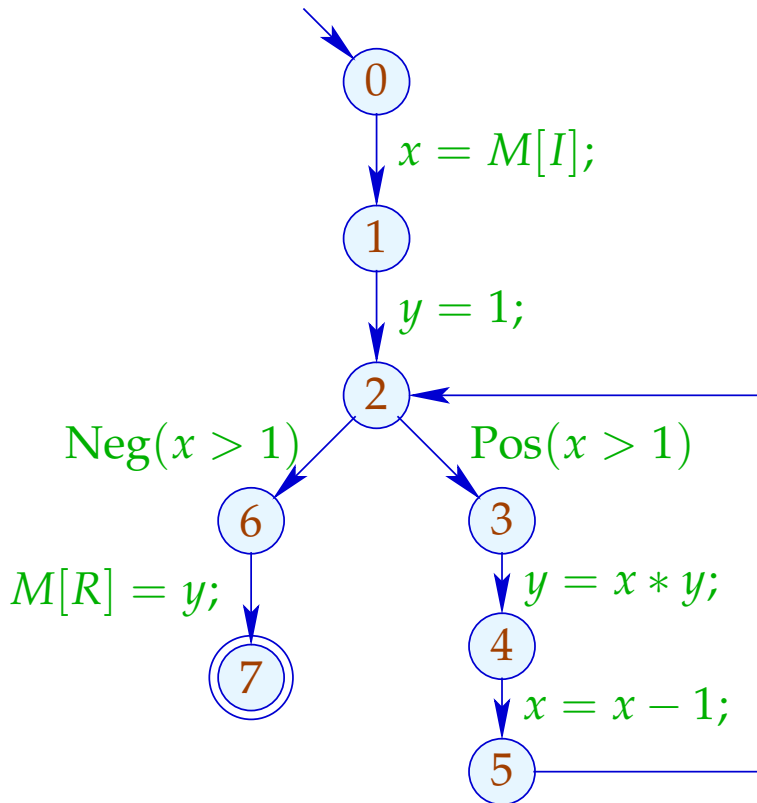 0
x = M[I];
1
y = 1;
2
Neg(x > 1)
Pos(x > 1)
6
3
M[R] = y;
y = x * y;
7
4
x = x − 1;
5